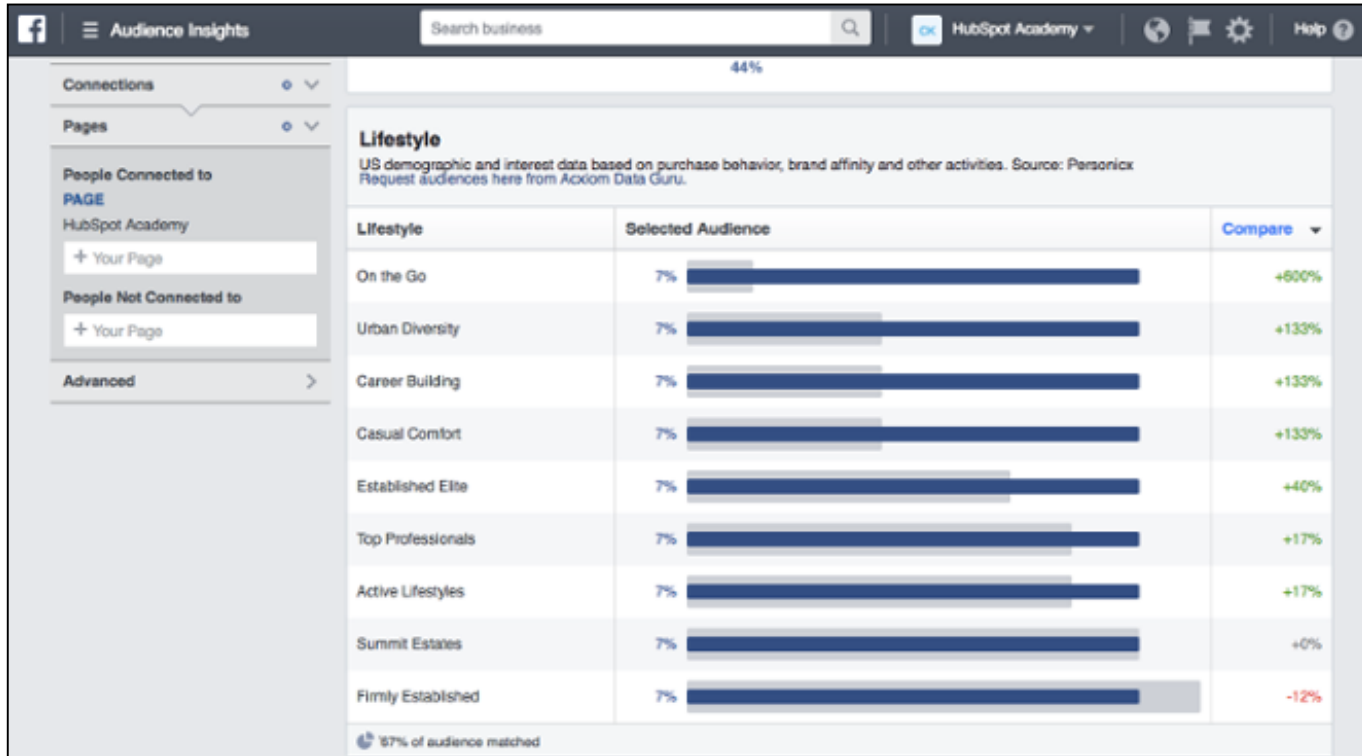 f Audience Insights Search business HubSpot Academy Help
44%
Connections 0
Pages 0
People Connected to
PAGE
HubSpot Academy
+ Your Page
People Not Connected to
+ Your Page
Advanced
Lifestyle
US demographic and interest data based on purchase behavior, brand affinity and other activities. Source: Personicx
Request audiences here from Acxiom Data Guru.
Lifestyle Selected Audience Compare
On the Go 7% +600%
Urban Diversity 7% +133%
Career Building 7% +133%
Casual Comfort 7% +133%
Established Elite 7% +40%
Top Professionals 7% +17%
Active Lifestyles 7% +17%
Summit Estates 7% +0%
Firmly Established 7% -12%
67% of audience matched